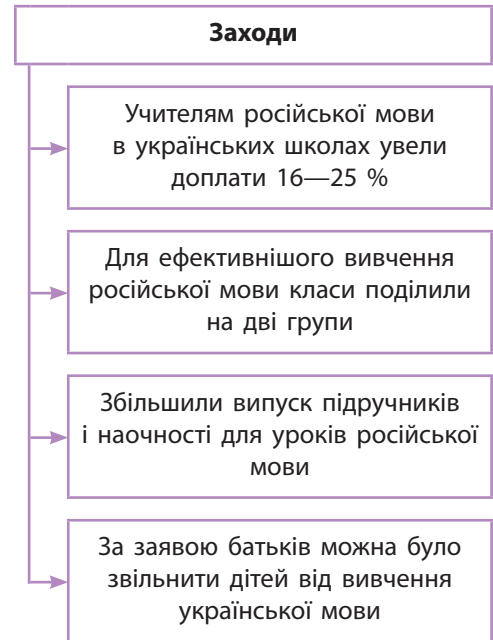 Заходи
Учителям російської мови
в українських школах увели
доплати 16—25 %
Для ефективнішого вивчення
російської мови класи поділили
на дві групи
Збільшили випуск підручників
і наочності для уроків російської
мови
За заявою батьків можна було
звільнити дітей від вивчення
української мови